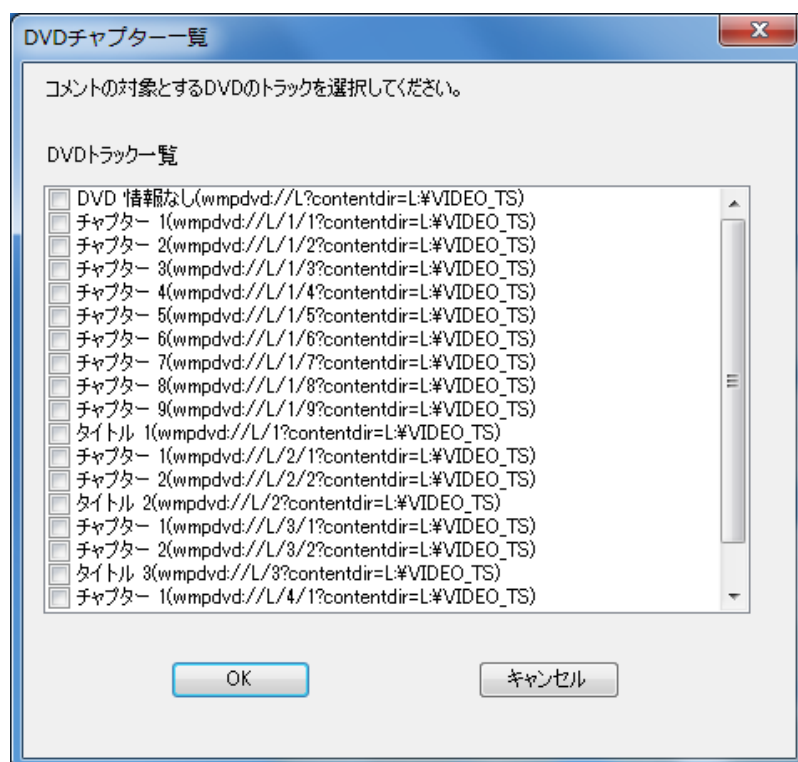 DVDチャプター一覧
コメントの対象とするDVDのトラックを選択してください。
DVDトラック一覧
DVD 情報なし(wmpdvd://L?contentdir=L:¥VIDEO_TS)
チャプター 1(wmpdvd://L/1/1?contentdir=L:¥VIDEO_TS)
チャプター 2(wmpdvd://L/1/2?contentdir=L:¥VIDEO_TS)
チャプター 3(wmpdvd://L/1/3?contentdir=L:¥VIDEO_TS)
チャプター 4(wmpdvd://L/1/4?contentdir=L:¥VIDEO_TS)
チャプター 5(wmpdvd://L/1/5?contentdir=L:¥VIDEO_TS)
チャプター 6(wmpdvd://L/1/6?contentdir=L:¥VIDEO_TS)
チャプター 7(wmpdvd://L/1/7?contentdir=L:¥VIDEO_TS)
チャプター 8(wmpdvd://L/1/8?contentdir=L:¥VIDEO_TS)
チャプター 9(wmpdvd://L/1/9?contentdir=L:¥VIDEO_TS)
タイトル 1(wmpdvd://L/1?contentdir=L:¥VIDEO_TS)
チャプター 1(wmpdvd://L/2/1?contentdir=L:¥VIDEO_TS)
チャプター 2(wmpdvd://L/2/2?contentdir=L:¥VIDEO_TS)
タイトル 2(wmpdvd://L/2?contentdir=L:¥VIDEO_TS)
チャプター 1(wmpdvd://L/3/1?contentdir=L:¥VIDEO_TS)
チャプター 2(wmpdvd://L/3/2?contentdir=L:¥VIDEO_TS)
タイトル 3(wmpdvd://L/3?contentdir=L:¥VIDEO_TS)
チャプター 1(wmpdvd://L/4/1?contentdir=L:¥VIDEO_TS)
OK キャンセル